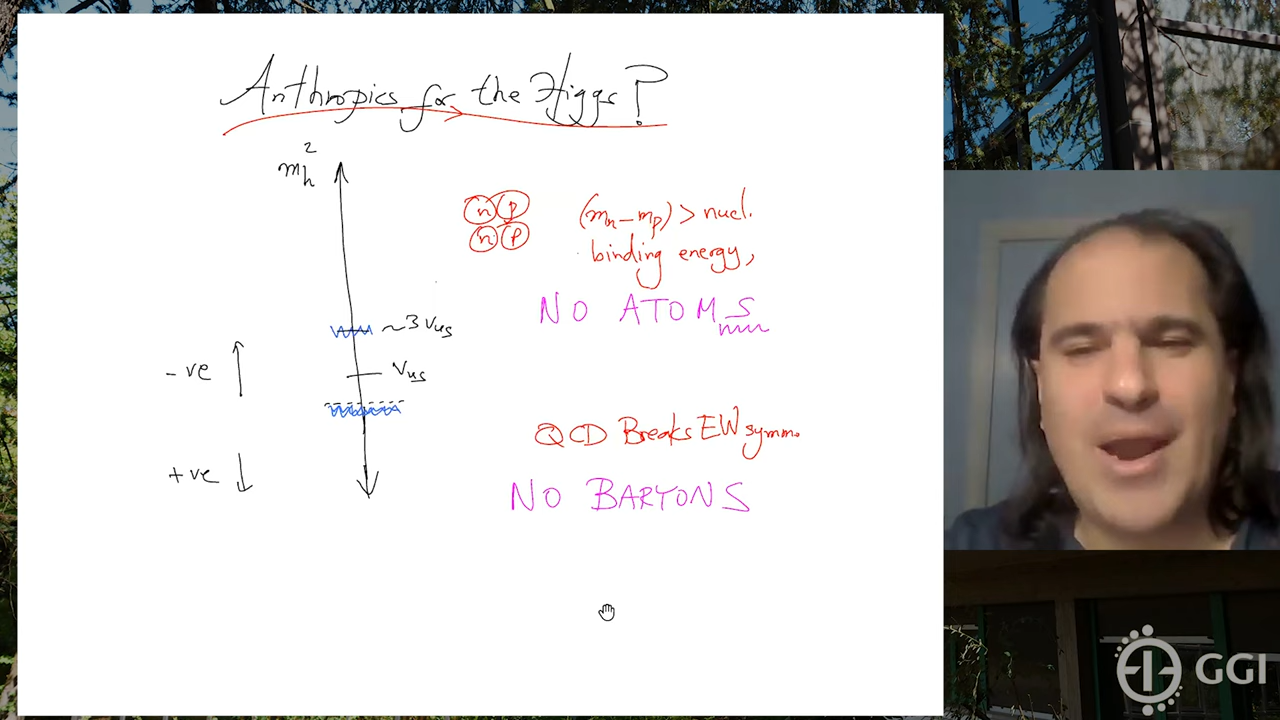 Anthropics for the Higgs?
m_h^2
n p (m_n - m_p) > nucl.
n p binding energy,
NO ATOMS
~3 v_us
- ve
v_us
QCD Breaks EW symm.
+ ve
NO BARYONS
GGI